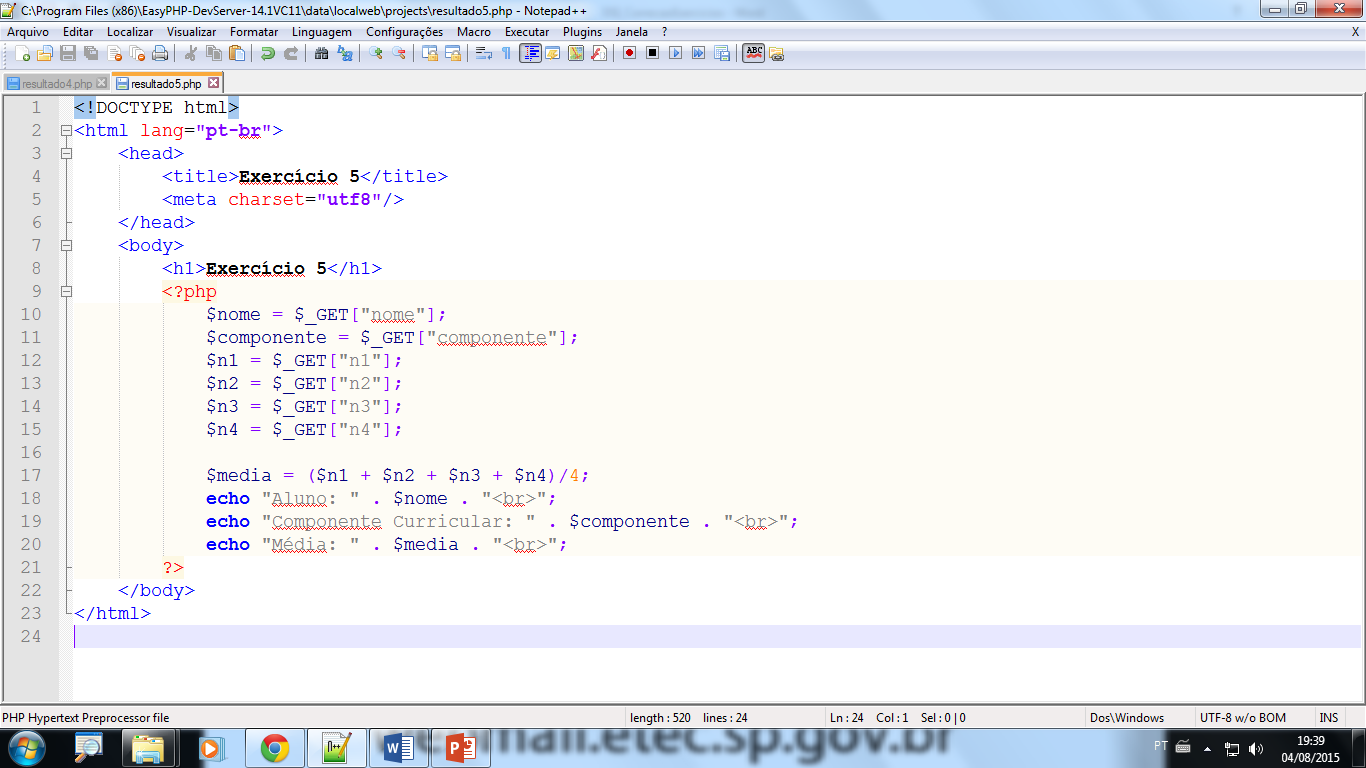 C:\Program Files (x86)\EasyPHP-DevServer-14.1VC11\data\localweb\projects\resultado5.php - Notepad++
Arquivo Editar Localizar Visualizar Formatar Linguagem Configurações Macro Executar Plugins Janela ? X
ABC
resultado4.php resultado5.php
1 <!DOCTYPE html>
2 <html lang="pt-br">
3 <head>
4 <title>Exercício 5</title>
5 <meta charset="utf8"/>
6 </head>
7 <body>
8 <h1>Exercício 5</h1>
9 <?php
10 $nome = $_GET["nome"];
11 $componente = $_GET["componente"];
12 $n1 = $_GET["n1"];
13 $n2 = $_GET["n2"];
14 $n3 = $_GET["n3"];
15 $n4 = $_GET["n4"];
16
17 $media = ($n1 + $n2 + $n3 + $n4)/4;
18 echo "Aluno: " . $nome . "<br>";
19 echo "Componente Curricular: " . $componente . "<br>";
20 echo "Média: " . $media . "<br>";
21 ?>
22 </body>
23 </html>
24
PHP Hypertext Preprocessor file length : 520 lines : 24 Ln : 24 Col : 1 Sel : 0 | 0 Dos\Windows UTF-8 w/o BOM INS
.etec.sp.gov.br
PT 19:39
04/08/2015